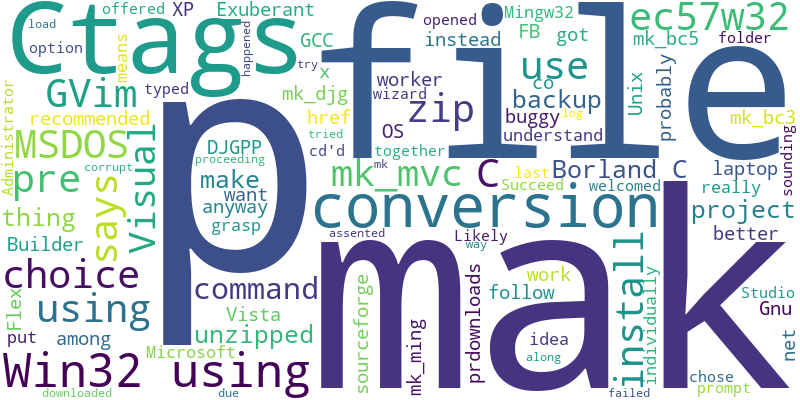 Ctags
file
p
mak
load
offered
XP
Exuberant
option
happened
opened
Mingw32
ec57w32
GCC
instead
FB
got
mk_bc5
means
folder
typed
GVim
x
try
worker
use
Unix
probably
zip
co
mk_djg
wizard
backup
recommended
href
OS
buggy
mk_bc3
Administrator
MSDOS
Visual
DJGPP
tried
log
cd'd
together
understand
proceeding
last
pre
says
corrupt
make
mk_mvc
mk
C
Borland C
laptop
Succeed
welcomed
really
sounding
want
thing
anyway
conversion
project
grasp
Builder
assented
Likely
way
better
choice
command
sourceforge
mk_ming
prdownloads
follow
work
install
individually
Studio
Flex
using
Vista
Gnu
put
among
unzipped
idea
net
Microsoft
along
chose
prompt
Win32
using
downloaded
due
failed